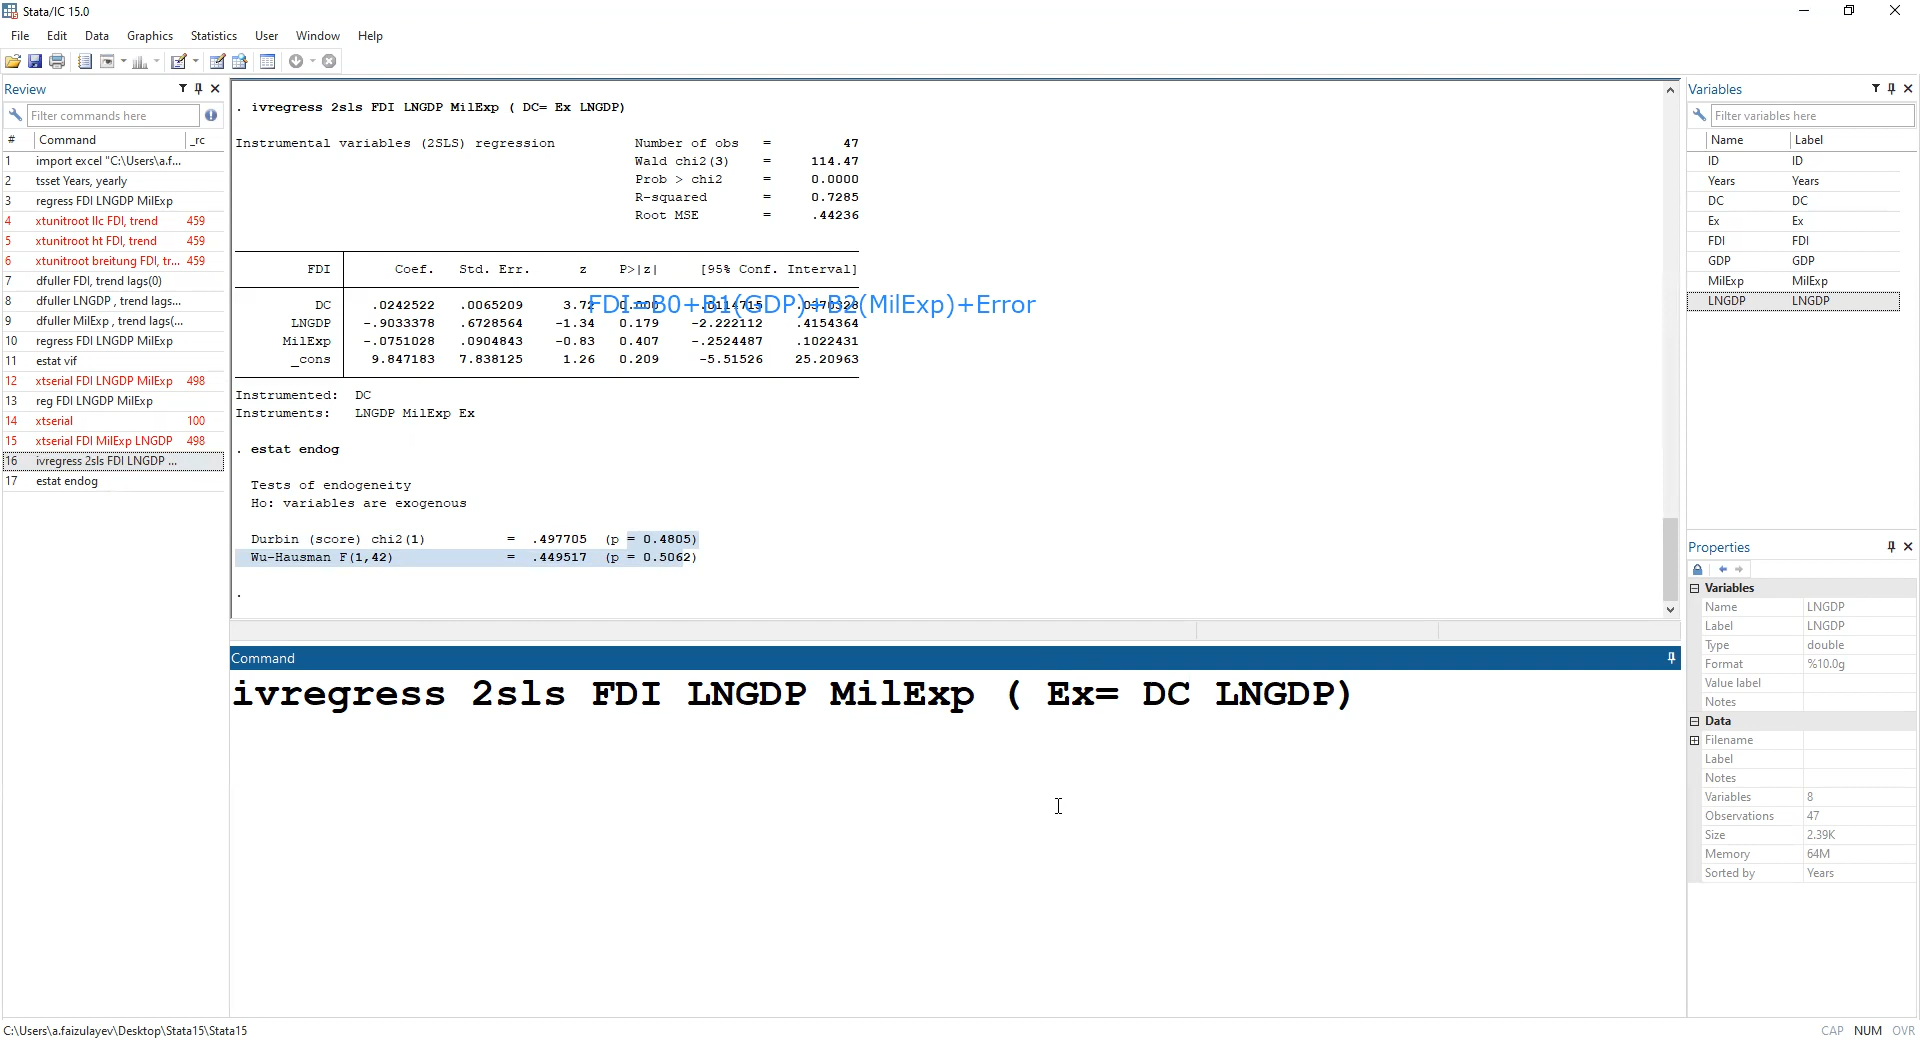 Stata/IC 15.0
File Edit Data Graphics Statistics User Window Help
Review
Filter commands here
# Command _rc
1 import excel "C:\Users\a.f...
2 tsset Years, yearly
3 regress FDI LNGDP MilExp
4 xtunitroot llc FDI, trend 459
5 xtunitroot ht FDI, trend 459
6 xtunitroot breitung FDI, tr... 459
7 dfuller FDI, trend lags(0)
8 dfuller LNGDP , trend lags...
9 dfuller MilExp , trend lags(...
10 regress FDI LNGDP MilExp
11 estat vif
12 xtserial FDI LNGDP MilExp 498
13 reg FDI LNGDP MilExp
14 xtserial 100
15 xtserial FDI MilExp LNGDP 498
16 ivregress 2sls FDI LNGDP ...
17 estat endog
. ivregress 2sls FDI LNGDP MilExp ( DC= Ex LNGDP)
Instrumental variables (2SLS) regression Number of obs = 47
Wald chi2(3) = 114.47
Prob > chi2 = 0.0000
R-squared = 0.7285
Root MSE = .44236
FDI Coef. Std. Err. z P>|z| [95% Conf. Interval]
DC .0242522 .0065209 3.72 0.000 .0114715 .0370328
FDI=B0+B1(GDP)+B2(MilExp)+Error
LNGDP -.9033378 .6728564 -1.34 0.179 -2.222112 .4154364
MilExp -.0751028 .0904843 -0.83 0.407 -.2524487 .1022431
_cons 9.847183 7.838125 1.26 0.209 -5.51526 25.20963
Instrumented: DC
Instruments: LNGDP MilExp Ex
. estat endog
Tests of endogeneity
Ho: variables are exogenous
Durbin (score) chi2(1) = .497705 (p = 0.4805)
Wu-Hausman F(1,42) = .449517 (p = 0.5062)
.
Command
ivregress 2sls FDI LNGDP MilExp ( Ex= DC LNGDP)
Variables
Filter variables here
Name Label
ID ID
Years Years
DC DC
Ex Ex
FDI FDI
GDP GDP
MilExp MilExp
LNGDP LNGDP
Properties
Variables
Name LNGDP
Label LNGDP
Type double
Format %10.0g
Value label
Notes
Data
Filename
Label
Notes
Variables 8
Observations 47
Size 2.39K
Memory 64M
Sorted by Years
C:\Users\a.faizulayev\Desktop\Stata15\Stata15
CAP NUM OVR